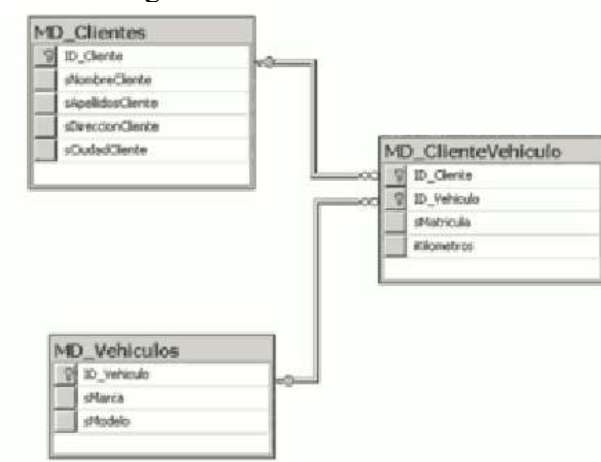 MD_Clientes
ID_Cliente
sNombreCliente
sApellidosCliente
sDireccionCliente
sCiudadCliente
MD_ClienteVehiculo
ID_Cliente
ID_Vehiculo
sMatricula
iKilometros
MD_Vehiculos
ID_Vehiculo
sMarca
sModelo